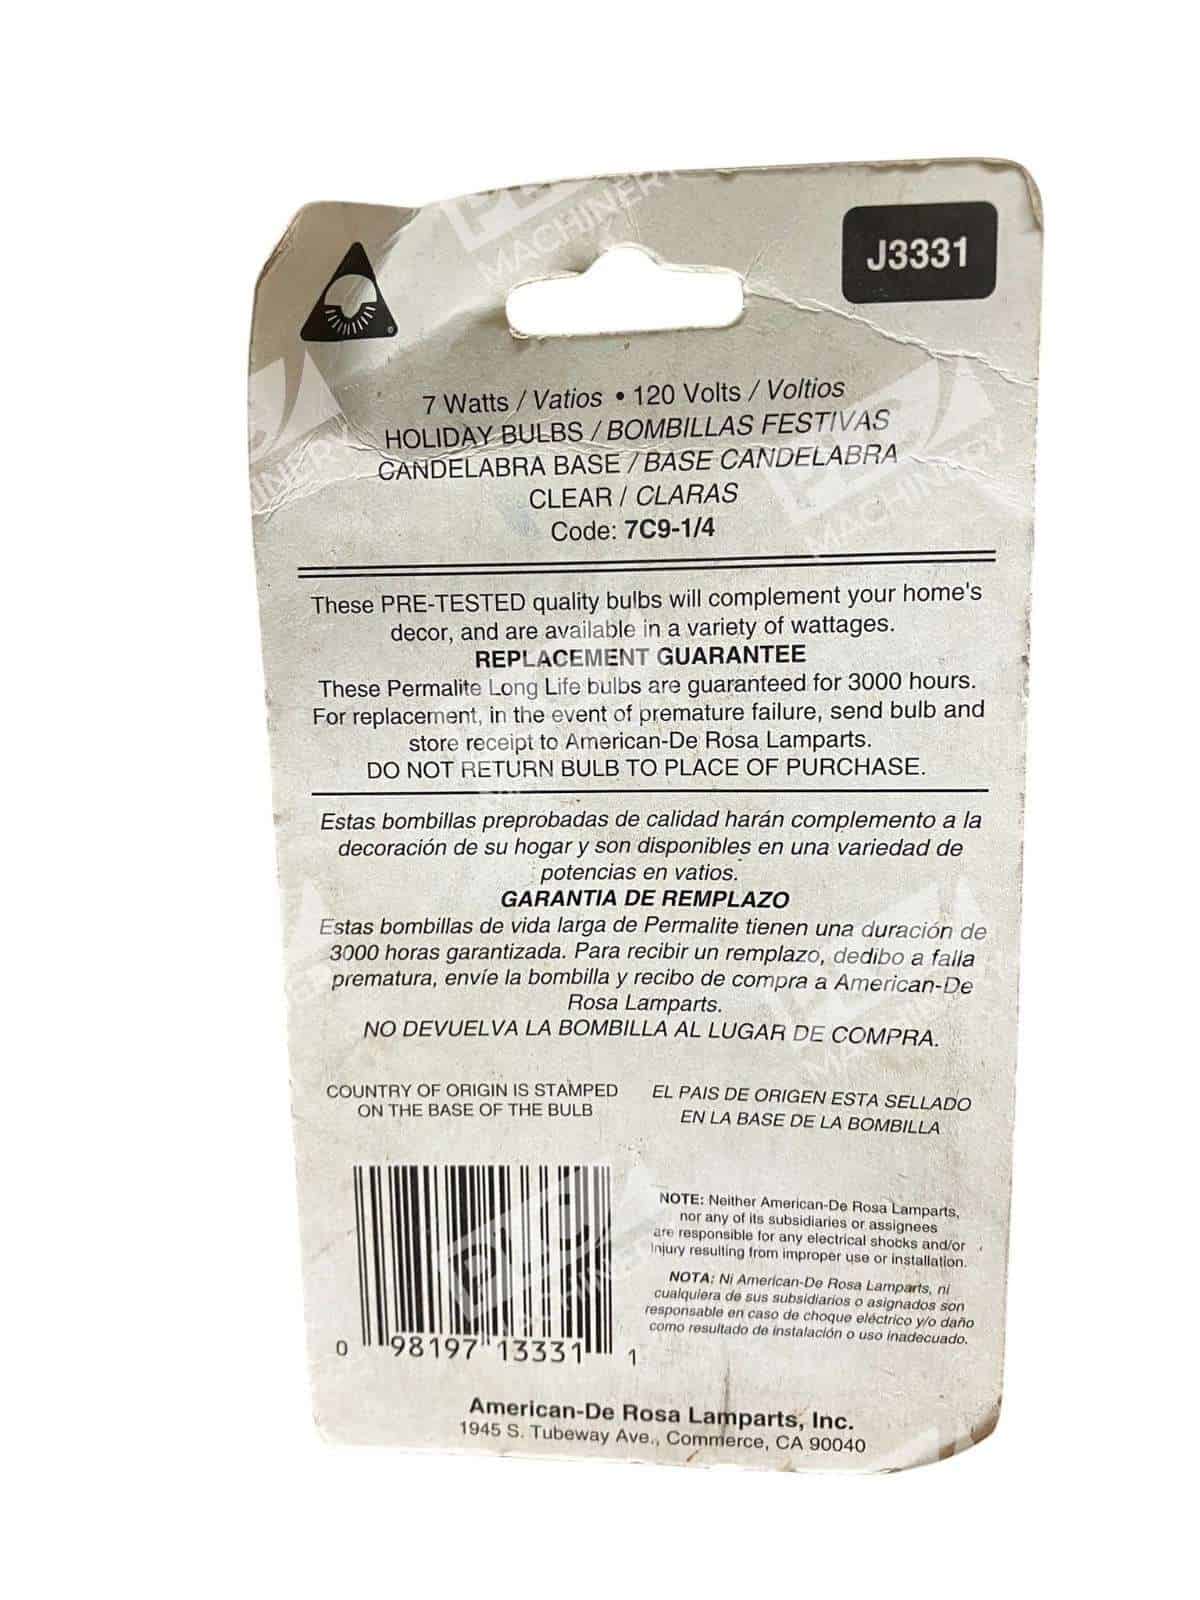 J3331
7 Watts / Vatios • 120 Volts / Voltios
HOLIDAY BULBS / BOMBILLAS FESTIVAS
CANDELABRA BASE / BASE CANDELABRA
CLEAR / CLARAS
Code: 7C9-1/4
These PRE-TESTED quality bulbs will complement your home's
decor, and are available in a variety of wattages.
REPLACEMENT GUARANTEE
These Permalite Long Life bulbs are guaranteed for 3000 hours.
For replacement, in the event of premature failure, send bulb and
store receipt to American-De Rosa Lamparts.
DO NOT RETURN BULB TO PLACE OF PURCHASE.
Estas bombillas preprobadas de calidad harán complemento a la
decoración de su hogar y son disponibles en una variedad de
potencias en vatios.
GARANTIA DE REMPLAZO
Estas bombillas de vida larga de Permalite tienen una duración de
3000 horas garantizada. Para recibir un remplazo, dedibo a falla
prematura, envíe la bombilla y recibo de compra a American-De
Rosa Lamparts.
NO DEVUELVA LA BOMBILLA AL LUGAR DE COMPRA.
COUNTRY OF ORIGIN IS STAMPED
ON THE BASE OF THE BULB
EL PAIS DE ORIGEN ESTA SELLADO
EN LA BASE DE LA BOMBILLA
NOTE: Neither American-De Rosa Lamparts,
nor any of its subsidiaries or assignees
are responsible for any electrical shocks and/or
injury resulting from improper use or installation.
NOTA: Ni American-De Rosa Lamparts, ni
cualquiera de sus subsidiarios o asignados son
responsable en caso de choque eléctrico y/o daño
como resultado de instalación o uso inadecuado.
0 98197 13331 1
American-De Rosa Lamparts, Inc.
1945 S. Tubeway Ave., Commerce, CA 90040
MACHINERY
MACHINERY
MACHINERY